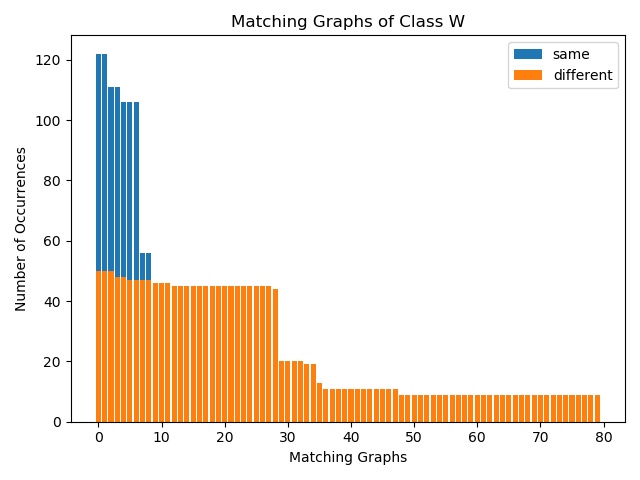 Matching Graphs of Class W
same
different
Number of Occurrences
120
100
80
60
40
20
0
0 10 20 30 40 50 60 70 80
Matching Graphs